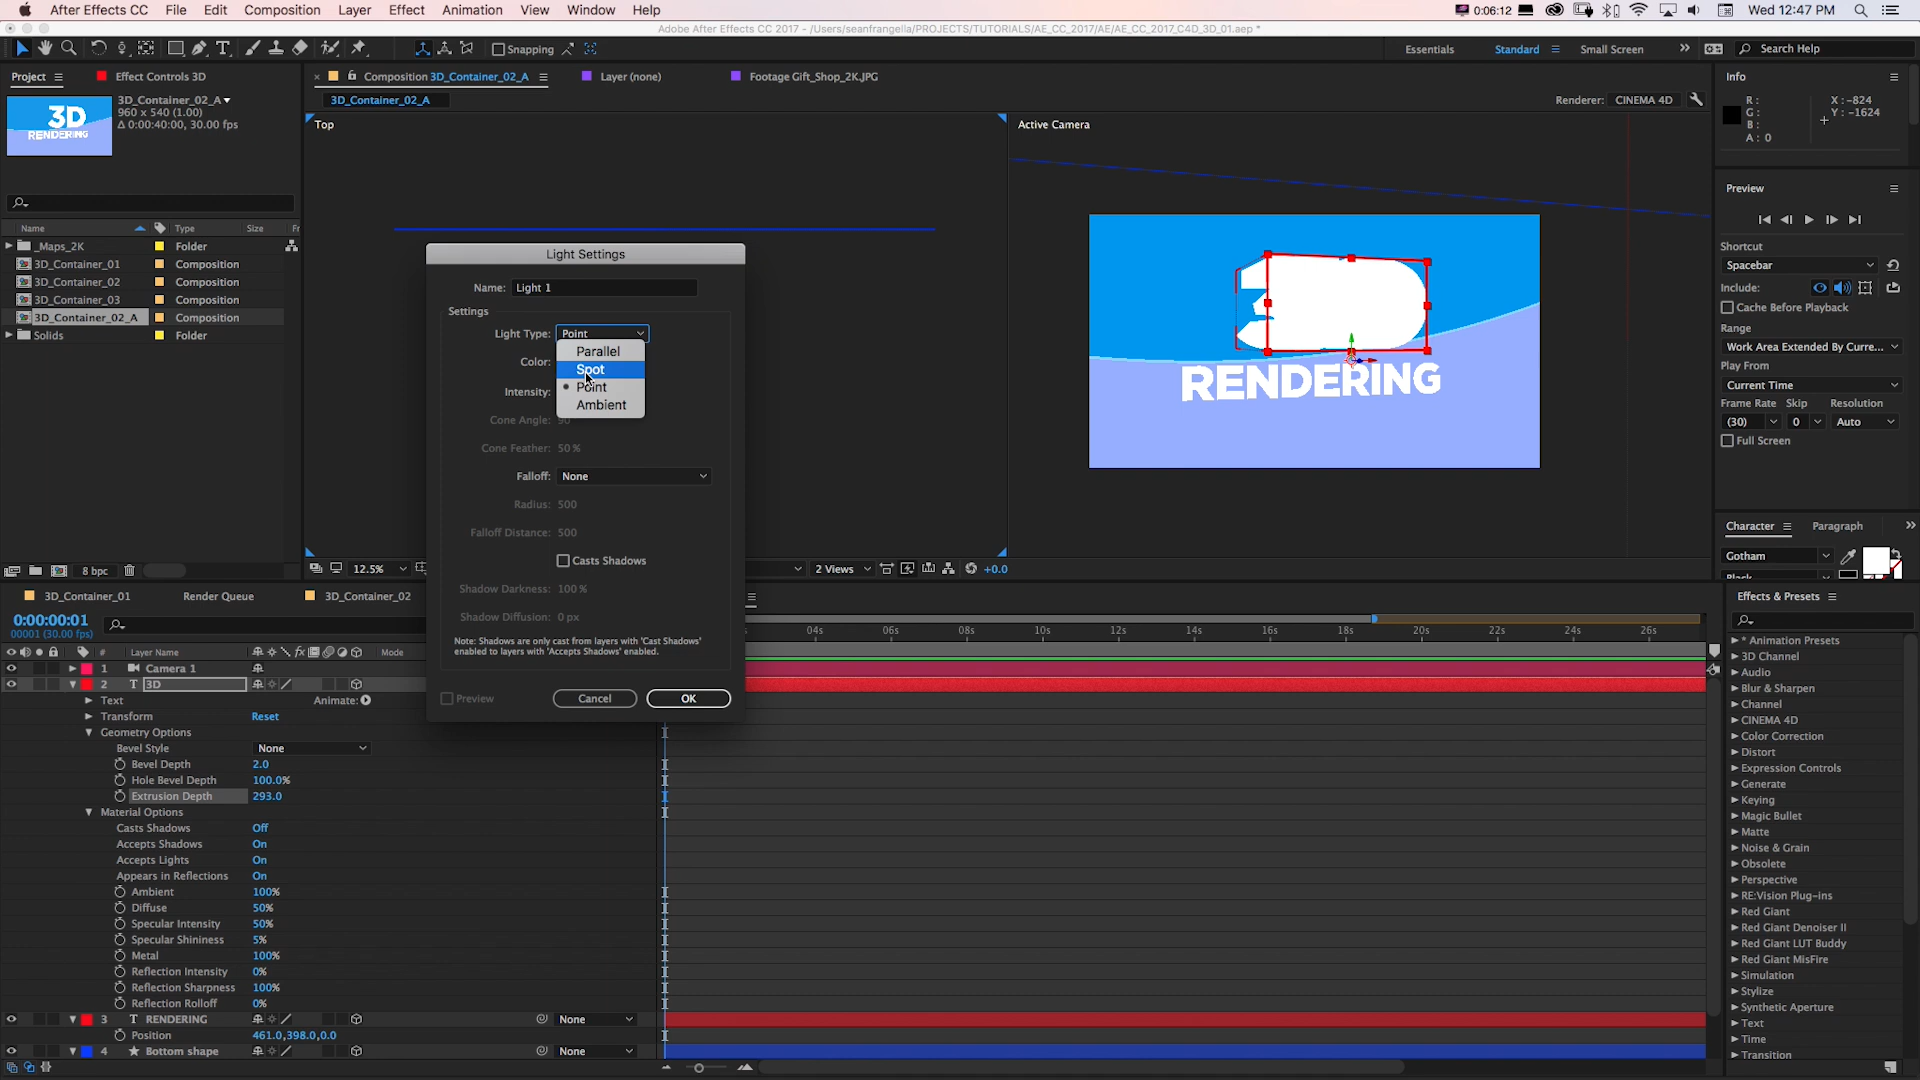 After Effects CC File Edit Composition Layer Effect Animation View Window Help 0:06:12 Wed 12:47 PM
Adobe After Effects CC 2017 - /Users/seanfrangella/PROJECTS/TUTORIALS/AE_CC_2017/AE/AE_CC_2017_C4D_3D_01.aep *
Snapping Essentials Standard Small Screen Search Help
Project Effect Controls 3D Composition 3D_Container_02_A Layer (none) Footage Gift_Shop_2K.JPG Info
3D_Container_02_A
960 x 540 (1.00)
Δ 0:00:40:00, 30.00 fps
3D
RENDERING
3D_Container_02_A
Renderer: CINEMA 4D
R:
G:
B:
A: 0
X: -824
Y: -1624
Top
Active Camera
Preview
Name Type Size Fr
_Maps_2K Folder
3D_Container_01 Composition
3D_Container_02 Composition
3D_Container_03 Composition
3D_Container_02_A Composition
Solids Folder
8 bpc
Light Settings
Name: Light 1
Settings
Light Type: Point
Parallel
Spot
Point
Ambient
Color:
Intensity:
Cone Angle: 90
Cone Feather: 50 %
Falloff: None
Radius: 500
Falloff Distance: 500
Casts Shadows
Shadow Darkness: 100 %
Shadow Diffusion: 0 px
Note: Shadows are only cast from layers with 'Cast Shadows'
enabled to layers with 'Accepts Shadows' enabled.
Preview Cancel OK
3
RENDERING
12.5%
2 Views
+0.0
Shortcut
Spacebar
Include:
Cache Before Playback
Range
Work Area Extended By Curre...
Play From
Current Time
Frame Rate Skip Resolution
(30) 0 Auto
Full Screen
Character Paragraph
Gotham
Black
3D_Container_01 Render Queue 3D_Container_02
0:00:00:01
00001 (30.00 fps)
# Layer Name Mode
04s 06s 08s 10s 12s 14s 16s 18s 20s 22s 24s 26s
1 Camera 1
2 T 3D
Text Animate:
Transform Reset
Geometry Options
Bevel Style None
Bevel Depth 2.0
Hole Bevel Depth 100.0%
Extrusion Depth 293.0
Material Options
Casts Shadows Off
Accepts Shadows On
Accepts Lights On
Appears in Reflections On
Ambient 100%
Diffuse 50%
Specular Intensity 50%
Specular Shininess 5%
Metal 100%
Reflection Intensity 0%
Reflection Sharpness 100%
Reflection Rolloff 0%
3 T RENDERING None
Position 461.0,398.0,0.0
4 Bottom shape None
Effects & Presets
* Animation Presets
3D Channel
Audio
Blur & Sharpen
Channel
CINEMA 4D
Color Correction
Distort
Expression Controls
Generate
Keying
Magic Bullet
Matte
Noise & Grain
Obsolete
Perspective
RE:Vision Plug-ins
Red Giant
Red Giant Denoiser II
Red Giant LUT Buddy
Red Giant MisFire
Simulation
Stylize
Synthetic Aperture
Text
Time
Transition